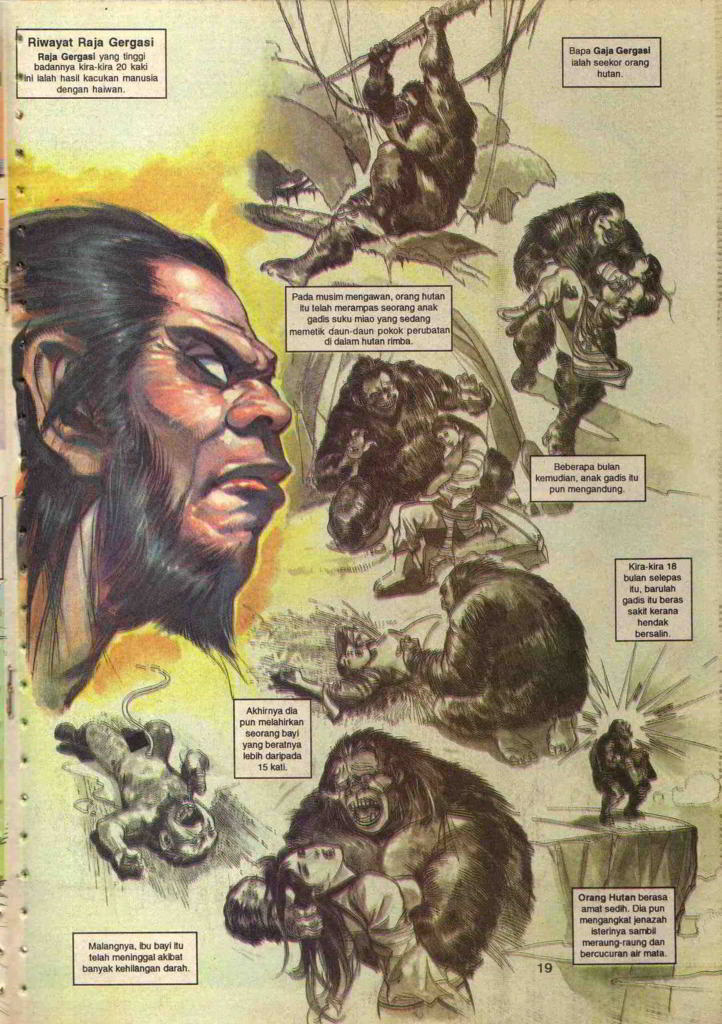 Riwayat Raja Gergasi
Raja Gergasi yang tinggi
badannya kira-kira 20 kaki
ini ialah hasil kacukan manusia
dengan haiwan.
Bapa Gaja Gergasi
ialah seekor orang
hutan.
Pada musim mengawan, orang hutan
itu telah merampas seorang anak
gadis suku miao yang sedang
memetik daun-daun pokok perubatan
di dalam hutan rimba.
Beberapa bulan
kemudian, anak gadis itu
pun mengandung.
Kira-kira 18
bulan selepas
itu, barulah
gadis itu beras
sakit kerana
hendak
bersalin.
Akhirnya dia
pun melahirkan
seorang bayi
yang beratnya
lebih daripada
15 kati.
Malangnya, ibu bayi itu
telah meninggal akibat
banyak kehilangan darah.
Orang Hutan berasa
amat sedih. Dia pun
mengangkat jenazah
isterinya sambil
meraung-raung dan
bercucuran air mata.
19